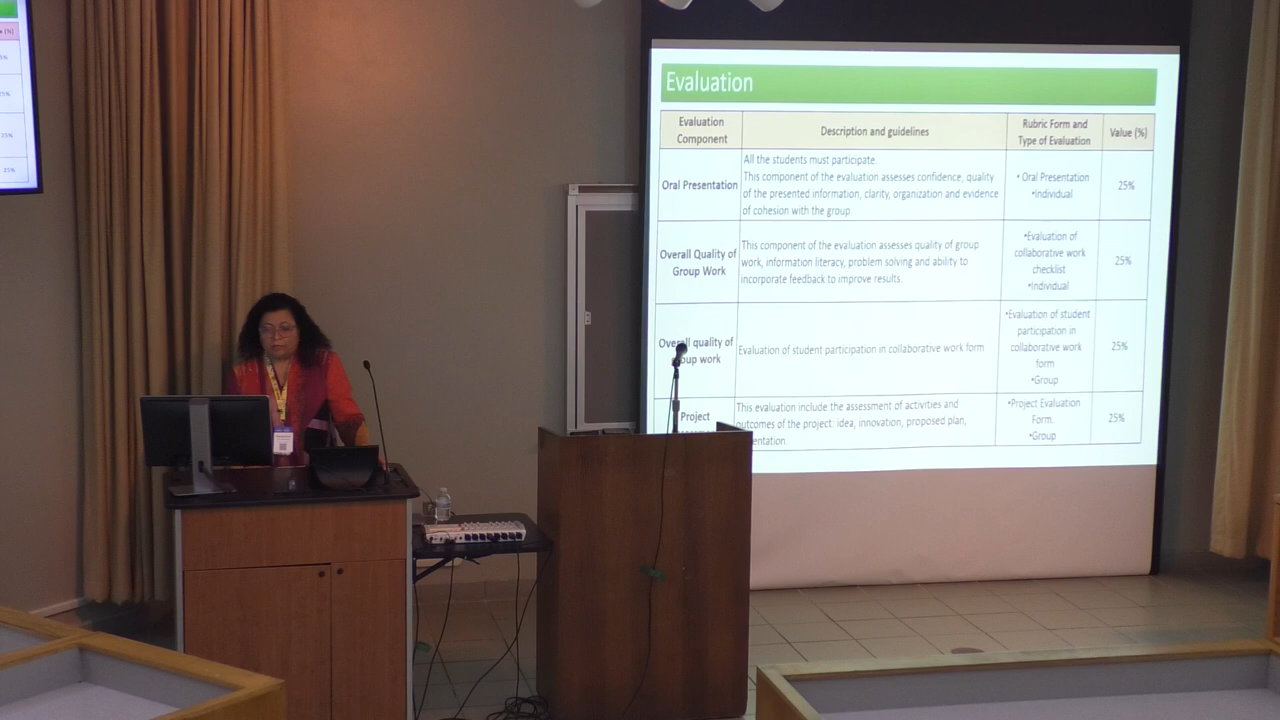 Evaluation
Evaluation
Component
Description and guidelines
Rubric Form and
Type of Evaluation
Value (%)
Oral Presentation
All the students must participate.
This component of the evaluation assesses confidence, quality
of the presented information, clarity, organization and evidence
of cohesion with the group
• Oral Presentation
•Individual
25%
Overall Quality of
Group Work
This component of the evaluation assesses quality of group
work, information literacy, problem solving and ability to
incorporate feedback to improve results.
•Evaluation of
collaborative work
checklist
•Individual
25%
Overall quality of
group work
Evaluation of student participation in collaborative work form
•Evaluation of student
participation in
collaborative work
form
•Group
25%
Project
This evaluation include the assessment of activities and
outcomes of the project: idea, innovation, proposed plan,
•Project Evaluation
Form.
•Group
25%
(%)
25%
25%
25%